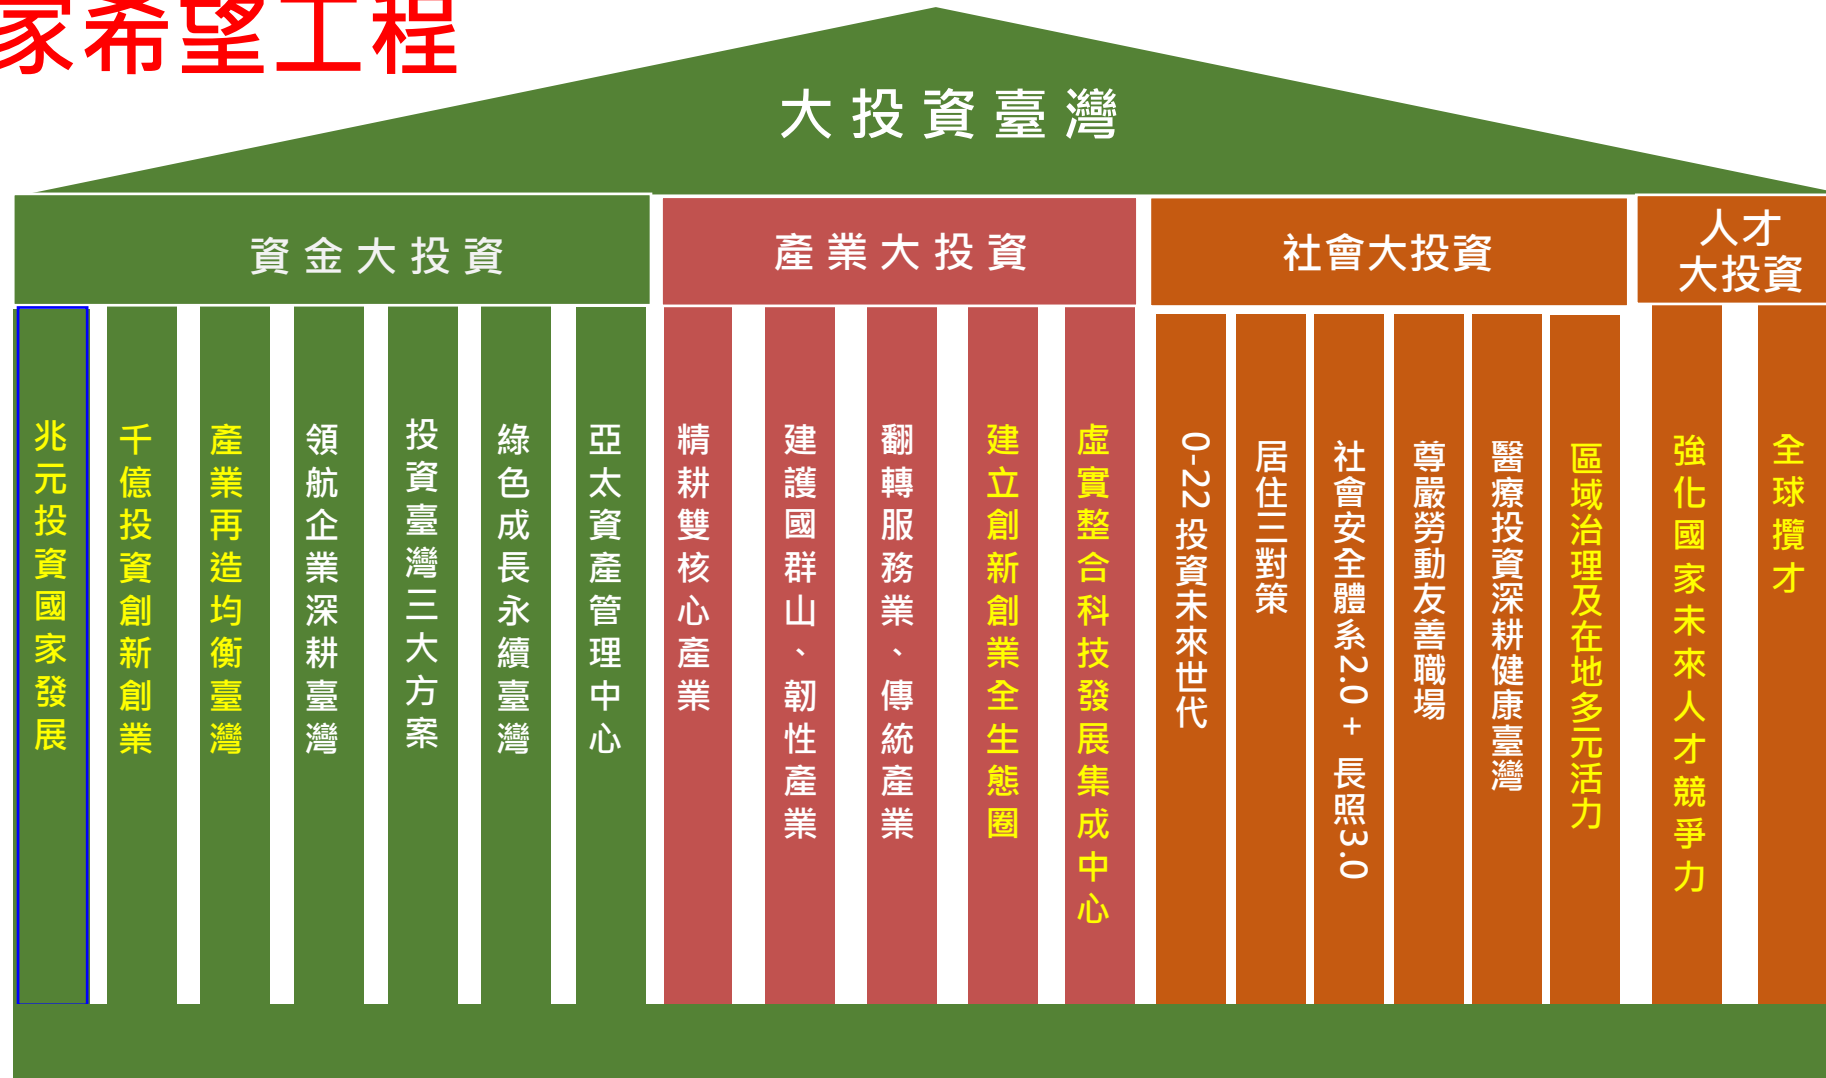 家希望工程
大投資臺灣
資金大投資
產業大投資
社會大投資
人才
大投資
兆元投資國家發展
千億投資創新創業
產業再造均衡臺灣
領航企業深耕臺灣
投資臺灣三大方案
綠色成長永續臺灣
亞太資產管理中心
精耕雙核心產業
建護國群山、韌性產業
翻轉服務業、傳統產業
建立創新創業全生態圈
虛實整合科技發展集成中心
0-22投資未來世代
居住三對策
社會安全體系2.0+ 長照3.0
尊嚴勞動友善職場
醫療投資深耕健康臺灣
區域治理及在地多元活力
強化國家未來人才競爭力
全球攬才